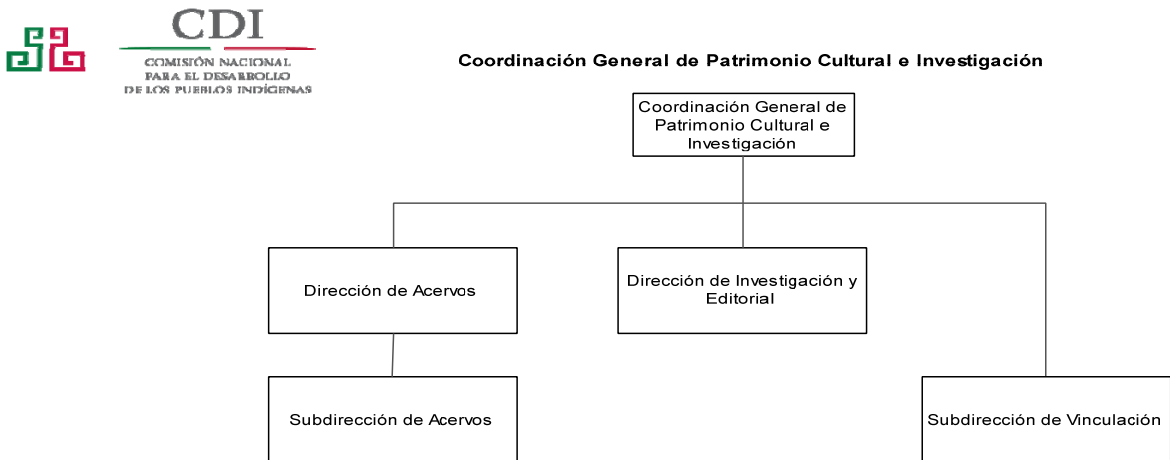 CDI
COMISIÓN NACIONAL
PARA EL DESARROLLO
DE LOS PUEBLOS INDÍGENAS
Coordinación General de Patrimonio Cultural e Investigación
Coordinación General de
Patrimonio Cultural e
Investigación
Dirección de Acervos
Dirección de Investigación y
Editorial
Subdirección de Acervos
Subdirección de Vinculación